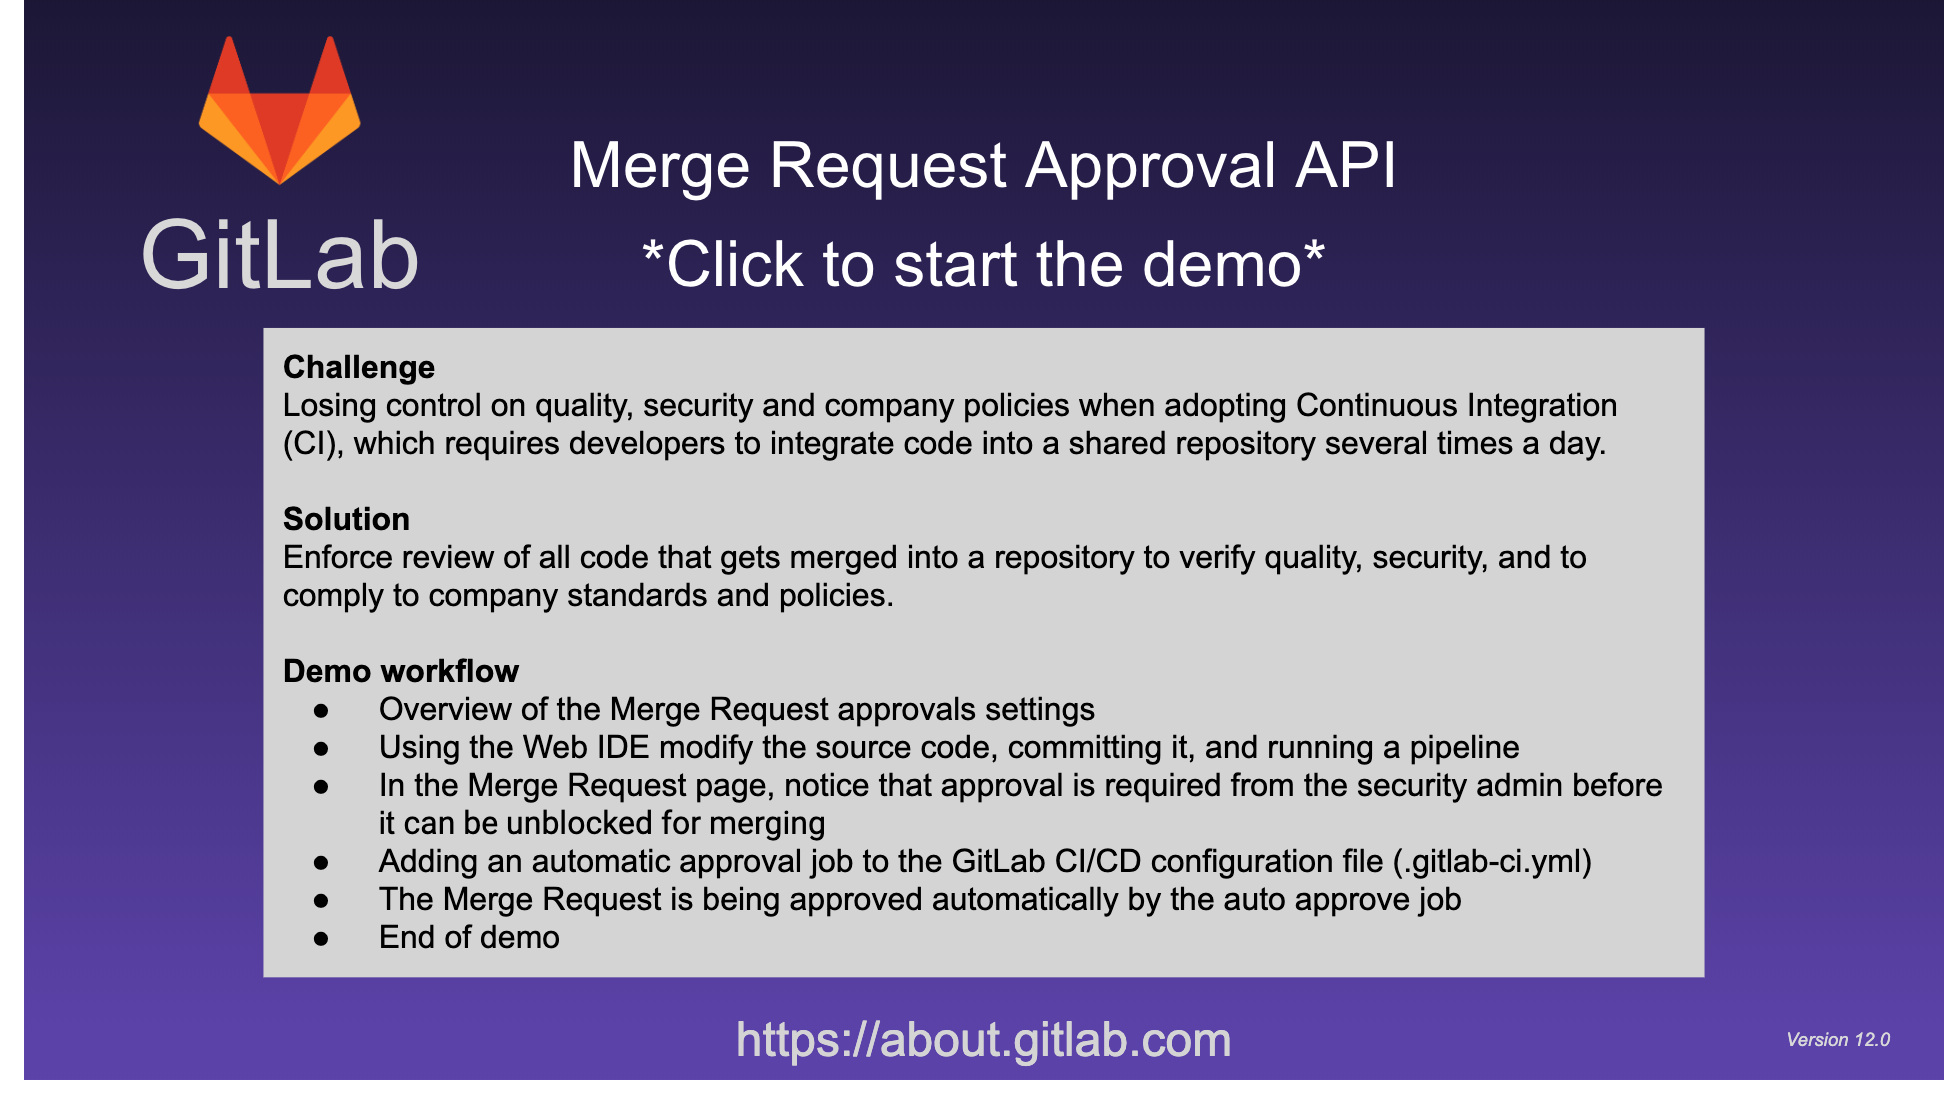 GitLab
Merge Request Approval API
*Click to start the demo*
Challenge
Losing control on quality, security and company policies when adopting Continuous Integration
(CI), which requires developers to integrate code into a shared repository several times a day.
Solution
Enforce review of all code that gets merged into a repository to verify quality, security, and to
comply to company standards and policies.
Demo workflow
● Overview of the Merge Request approvals settings
● Using the Web IDE modify the source code, committing it, and running a pipeline
● In the Merge Request page, notice that approval is required from the security admin before
it can be unblocked for merging
● Adding an automatic approval job to the GitLab CI/CD configuration file (.gitlab-ci.yml)
● The Merge Request is being approved automatically by the auto approve job
● End of demo
https://about.gitlab.com
Version 12.0